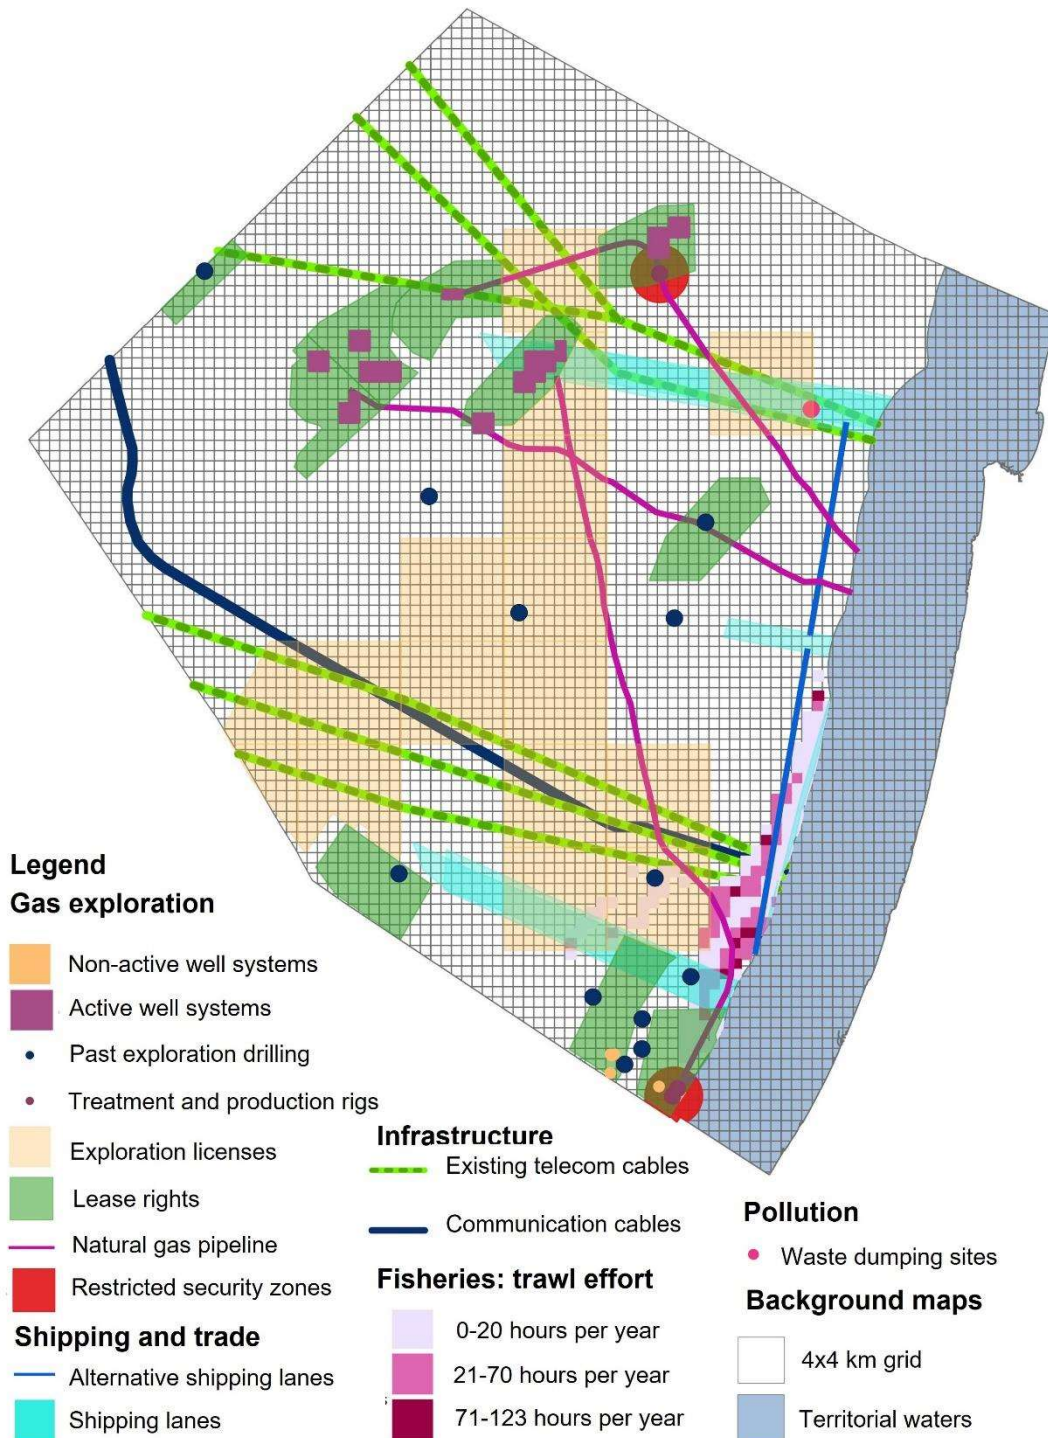 Legend
Gas exploration
Non-active well systems
Active well systems
Past exploration drilling
Treatment and production rigs
Exploration licenses
Lease rights
Natural gas pipeline
Restricted security zones
Shipping and trade
Alternative shipping lanes
Shipping lanes
Infrastructure
Existing telecom cables
Communication cables
Fisheries: trawl effort
0-20 hours per year
21-70 hours per year
71-123 hours per year
Pollution
Waste dumping sites
Background maps
4x4 km grid
Territorial waters